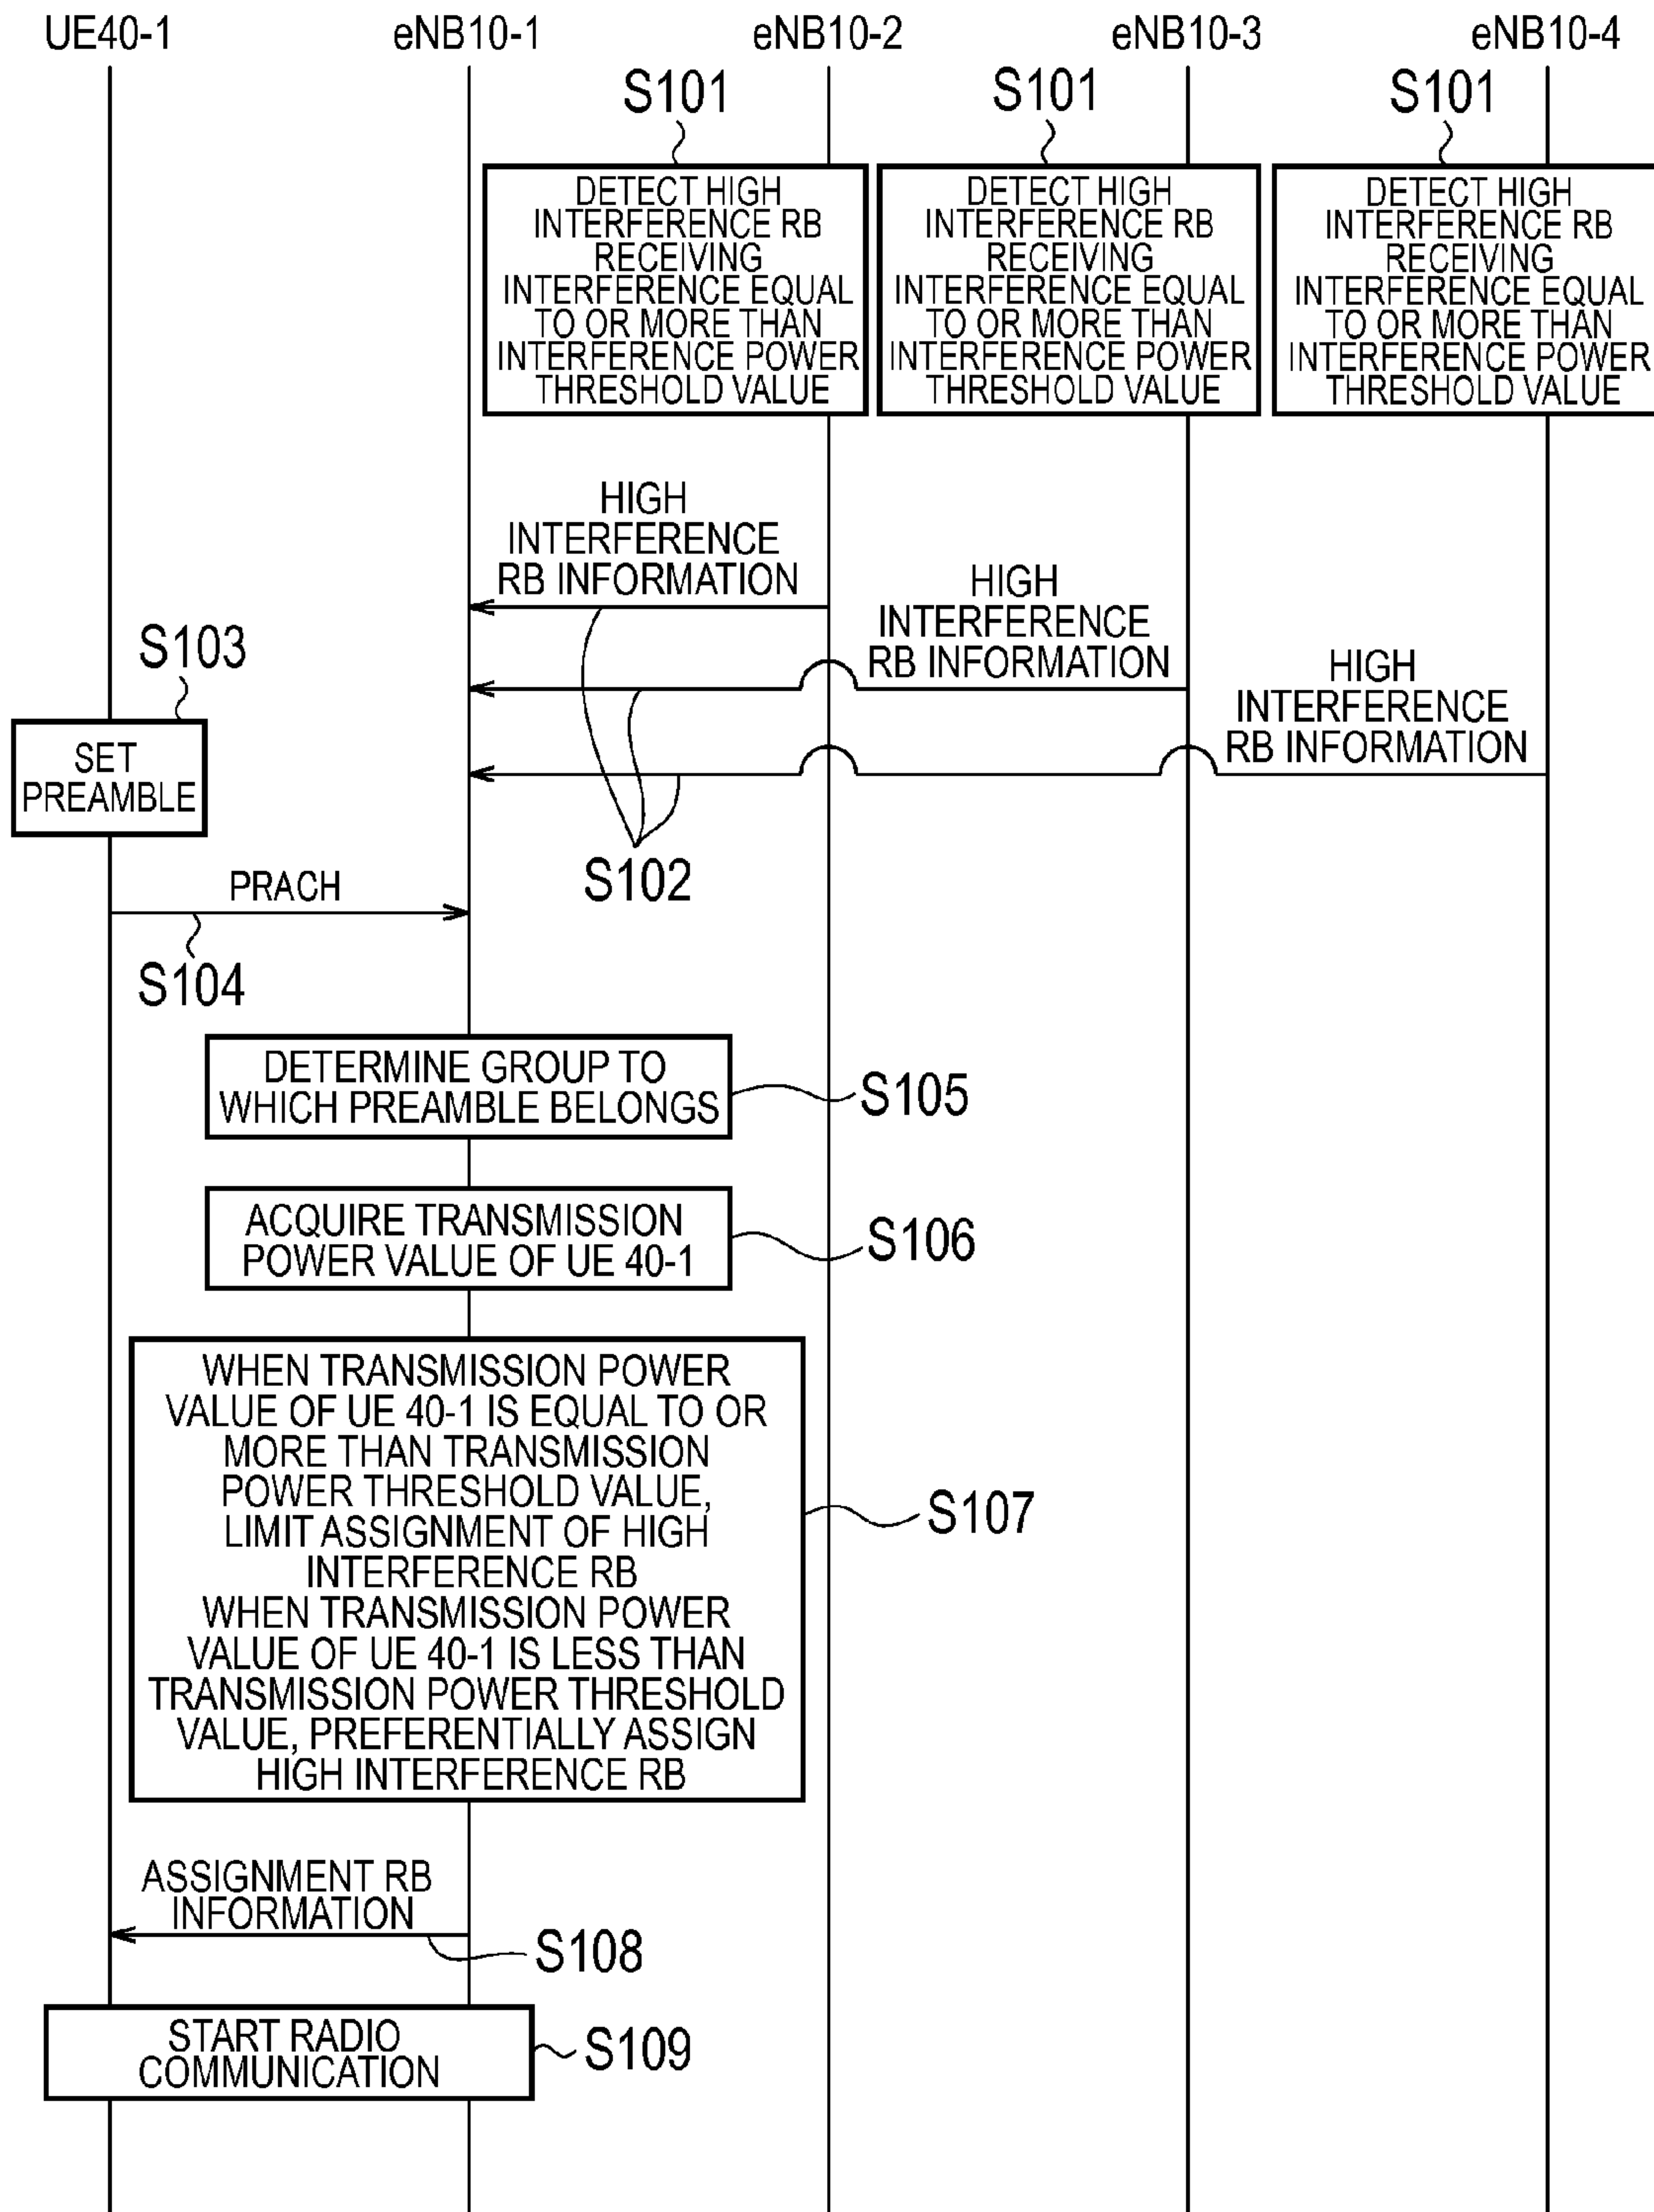 UE40-1
eNB10-1
eNB10-2
eNB10-3
eNB10-4
S101
S101
S101
DETECT HIGH
INTERFERENCE RB
RECEIVING
INTERFERENCE EQUAL
TO OR MORE THAN
INTERFERENCE POWER
THRESHOLD VALUE
DETECT HIGH
INTERFERENCE RB
RECEIVING
INTERFERENCE EQUAL
TO OR MORE THAN
INTERFERENCE POWER
THRESHOLD VALUE
DETECT HIGH
INTERFERENCE RB
RECEIVING
INTERFERENCE EQUAL
TO OR MORE THAN
INTERFERENCE POWER
THRESHOLD VALUE
HIGH
INTERFERENCE
RB INFORMATION
HIGH
INTERFERENCE
RB INFORMATION
HIGH
INTERFERENCE
RB INFORMATION
S103
SET
PREAMBLE
S102
PRACH
S104
DETERMINE GROUP TO
WHICH PREAMBLE BELONGS
S105
ACQUIRE TRANSMISSION
POWER VALUE OF UE 40-1
S106
WHEN TRANSMISSION POWER
VALUE OF UE 40-1 IS EQUAL TO OR
MORE THAN TRANSMISSION
POWER THRESHOLD VALUE,
LIMIT ASSIGNMENT OF HIGH
INTERFERENCE RB
WHEN TRANSMISSION POWER
VALUE OF UE 40-1 IS LESS THAN
TRANSMISSION POWER THRESHOLD
VALUE, PREFERENTIALLY ASSIGN
HIGH INTERFERENCE RB
S107
ASSIGNMENT RB
INFORMATION
S108
START RADIO
COMMUNICATION
S109